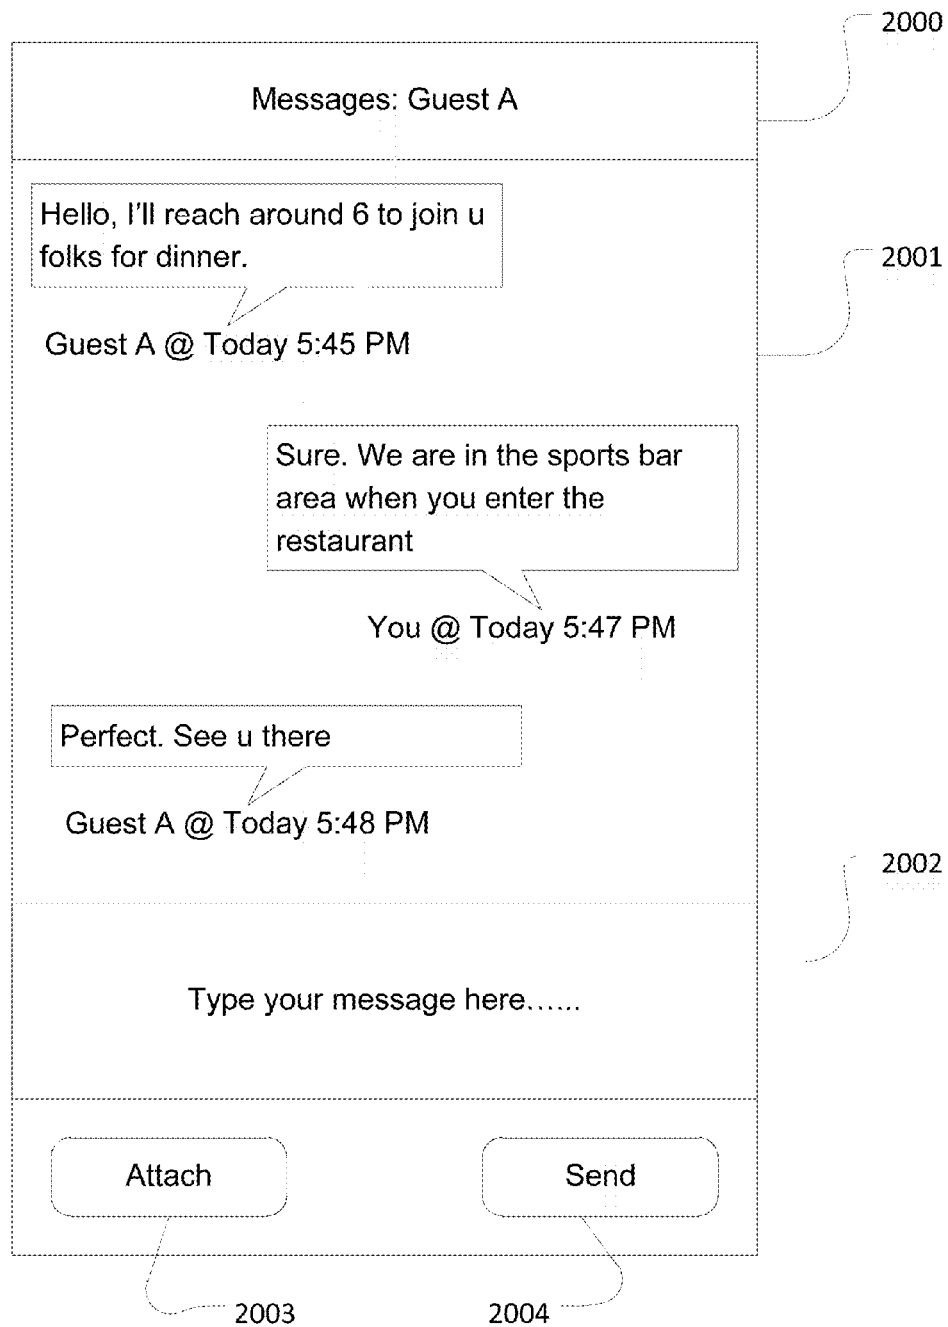 2000
Messages: Guest A
Hello, I'll reach around 6 to join u
folks for dinner.
2001
Guest A @ Today 5:45 PM
Sure. We are in the sports bar
area when you enter the
restaurant
You @ Today 5:47 PM
Perfect. See u there
Guest A @ Today 5:48 PM
2002
Type your message here......
Attach
Send
2003
2004